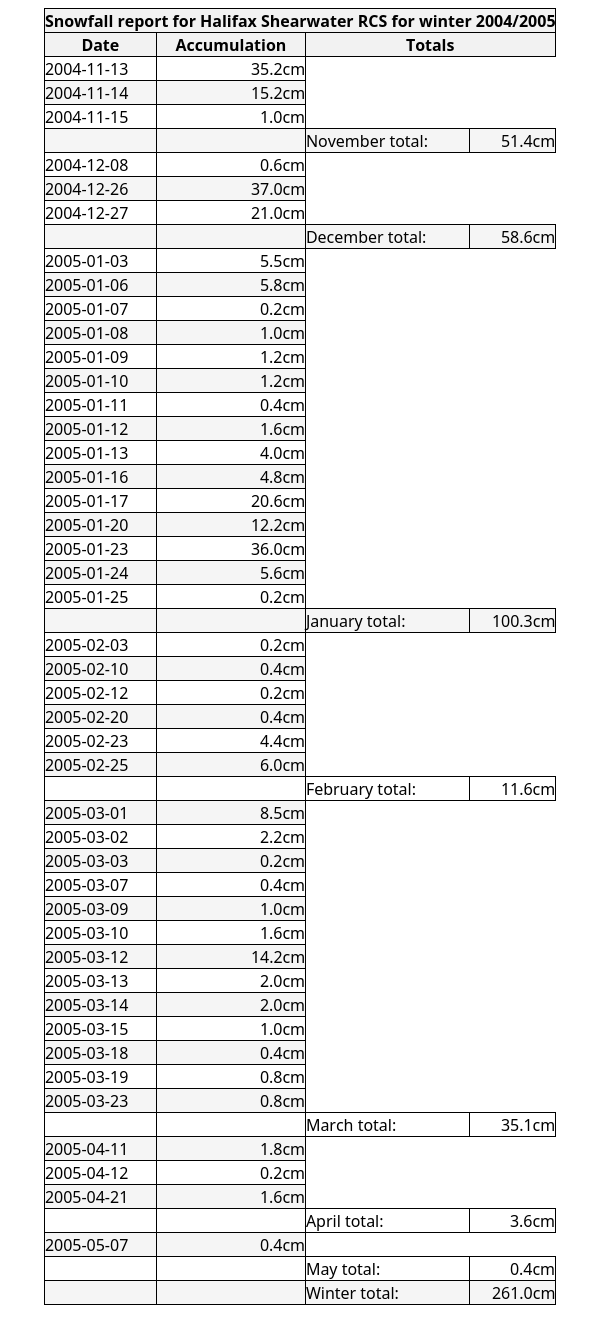 Snowfall report for Halifax Shearwater RCS for winter 2004/2005
Date Accumulation Totals
2004-11-13 35.2cm
2004-11-14 15.2cm
2004-11-15 1.0cm
November total: 51.4cm
2004-12-08 0.6cm
2004-12-26 37.0cm
2004-12-27 21.0cm
December total: 58.6cm
2005-01-03 5.5cm
2005-01-06 5.8cm
2005-01-07 0.2cm
2005-01-08 1.0cm
2005-01-09 1.2cm
2005-01-10 1.2cm
2005-01-11 0.4cm
2005-01-12 1.6cm
2005-01-13 4.0cm
2005-01-16 4.8cm
2005-01-17 20.6cm
2005-01-20 12.2cm
2005-01-23 36.0cm
2005-01-24 5.6cm
2005-01-25 0.2cm
January total: 100.3cm
2005-02-03 0.2cm
2005-02-10 0.4cm
2005-02-12 0.2cm
2005-02-20 0.4cm
2005-02-23 4.4cm
2005-02-25 6.0cm
February total: 11.6cm
2005-03-01 8.5cm
2005-03-02 2.2cm
2005-03-03 0.2cm
2005-03-07 0.4cm
2005-03-09 1.0cm
2005-03-10 1.6cm
2005-03-12 14.2cm
2005-03-13 2.0cm
2005-03-14 2.0cm
2005-03-15 1.0cm
2005-03-18 0.4cm
2005-03-19 0.8cm
2005-03-23 0.8cm
March total: 35.1cm
2005-04-11 1.8cm
2005-04-12 0.2cm
2005-04-21 1.6cm
April total: 3.6cm
2005-05-07 0.4cm
May total: 0.4cm
Winter total: 261.0cm